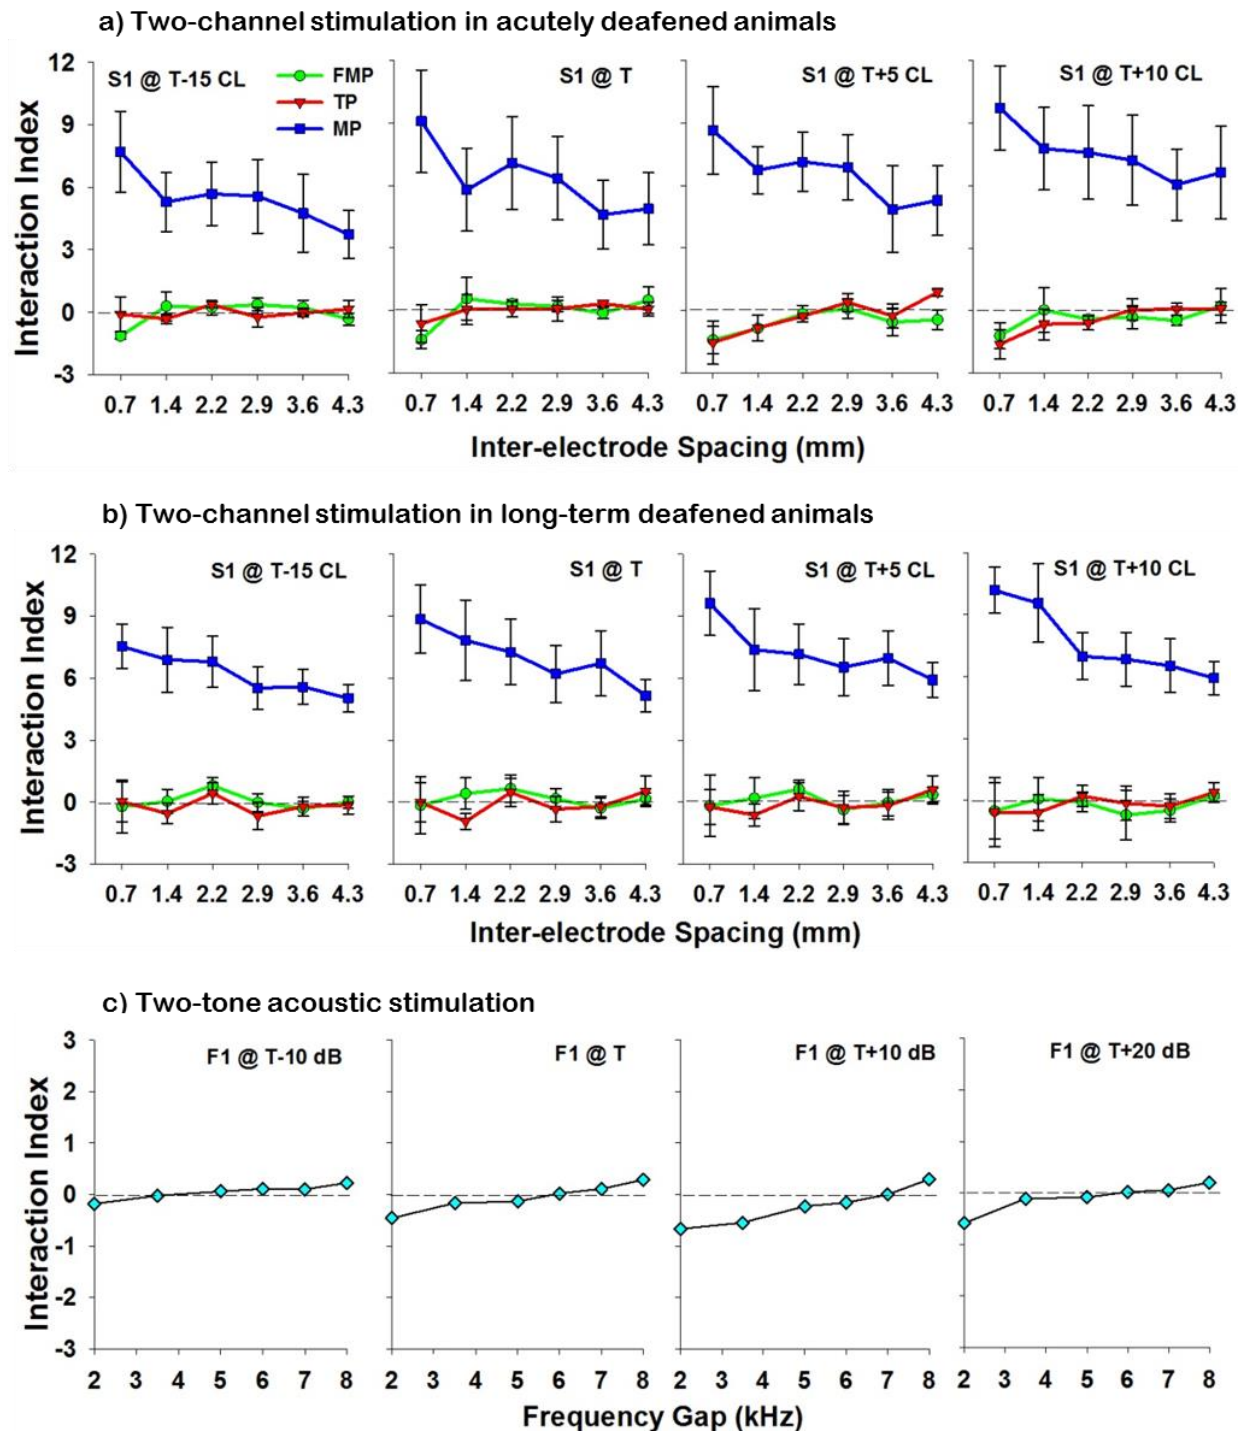 a) Two-channel stimulation in acutely deafened animals
S1 @ T-15 CL
FMP
TP
MP
S1 @ T
S1 @ T+5 CL
S1 @ T+10 CL
Interaction Index
12
9
6
3
0
-3
0.7 1.4 2.2 2.9 3.6 4.3
0.7 1.4 2.2 2.9 3.6 4.3
0.7 1.4 2.2 2.9 3.6 4.3
0.7 1.4 2.2 2.9 3.6 4.3
Inter-electrode Spacing (mm)
b) Two-channel stimulation in long-term deafened animals
S1 @ T-15 CL
S1 @ T
S1 @ T+5 CL
S1 @ T+10 CL
Interaction Index
12
9
6
3
0
-3
0.7 1.4 2.2 2.9 3.6 4.3
0.7 1.4 2.2 2.9 3.6 4.3
0.7 1.4 2.2 2.9 3.6 4.3
0.7 1.4 2.2 2.9 3.6 4.3
Inter-electrode Spacing (mm)
c) Two-tone acoustic stimulation
F1 @ T-10 dB
F1 @ T
F1 @ T+10 dB
F1 @ T+20 dB
Interaction Index
3
2
1
0
-1
-2
-3
2 3 4 5 6 7 8
2 3 4 5 6 7 8
2 3 4 5 6 7 8
2 3 4 5 6 7 8
Frequency Gap (kHz)